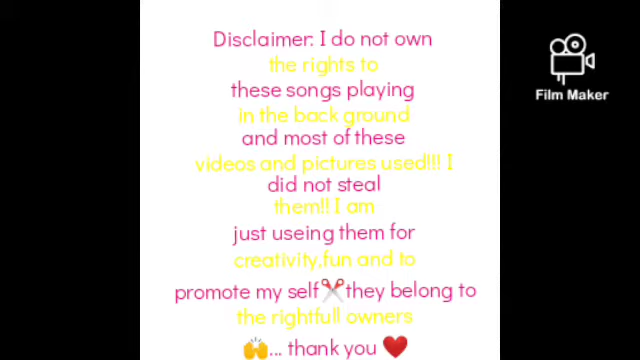 Disclaimer: I do not own
the rights to
these songs playing
in the back ground
and most of these
videos and pictures used!!! I
did not steal
them!! I am
just useing them for
creativity,fun and to
promote my self✂️they belong to
the rightfull owners
🙌... thank you ❤️
Film Maker